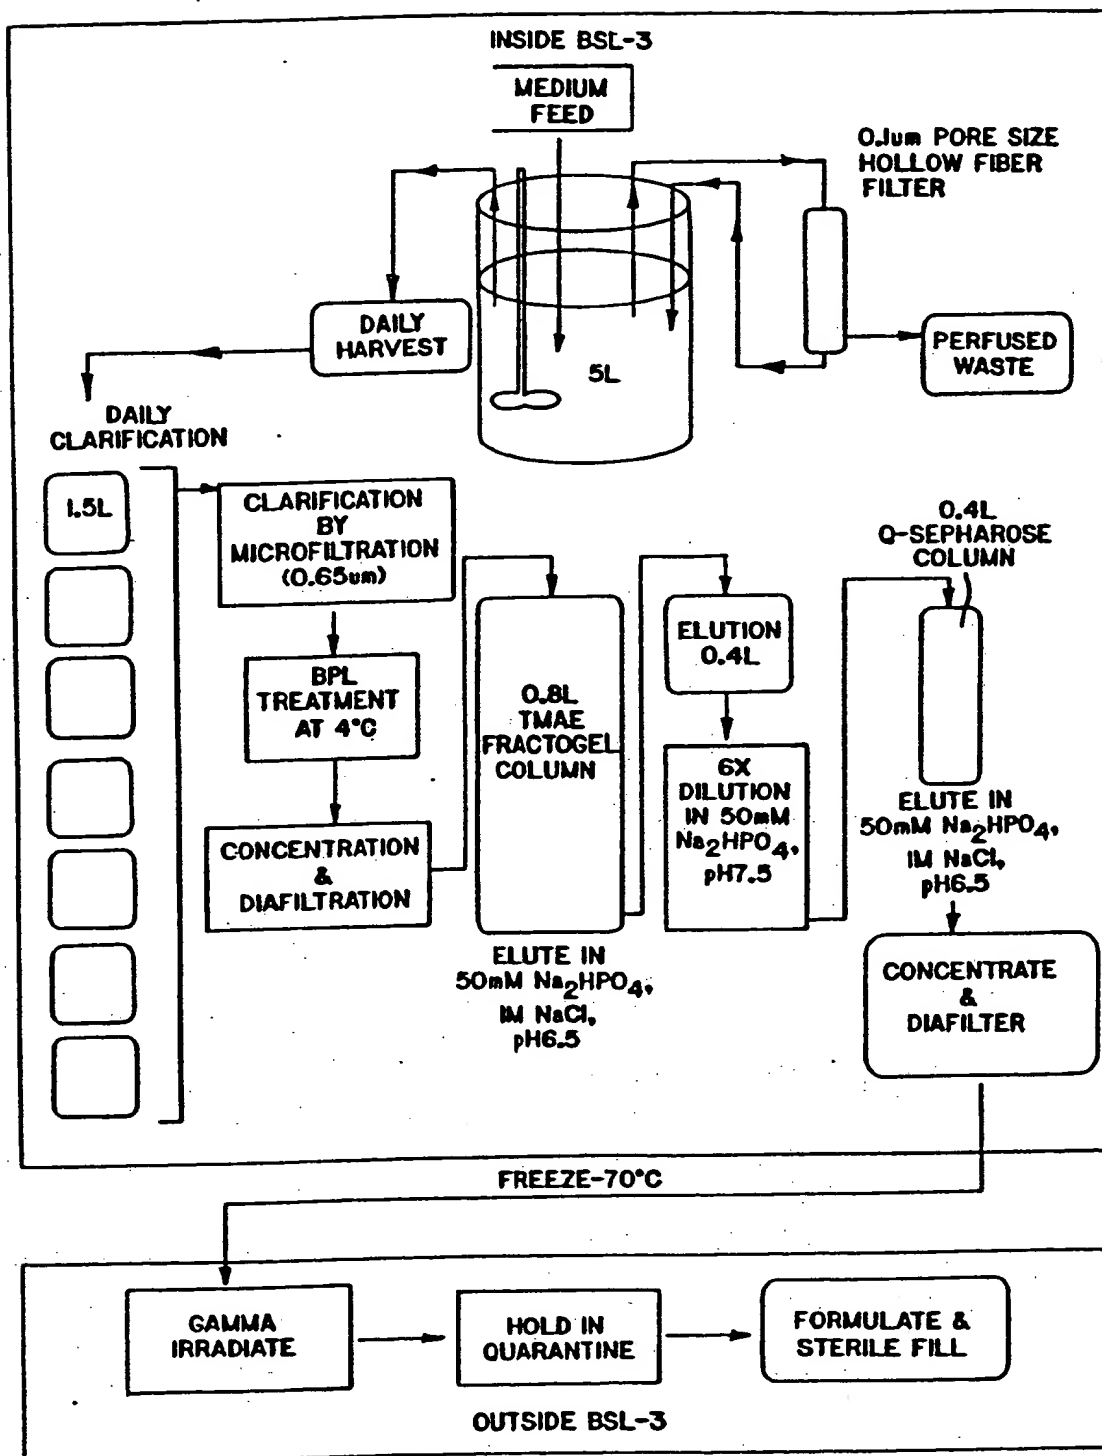 INSIDE BSL-3
MEDIUM
FEED
0.1um PORE SIZE
HOLLOW FIBER
FILTER
DAILY
HARVEST
5L
PERFUSED
WASTE
DAILY
CLARIFICATION
1.5L
CLARIFICATION
BY
MICROFILTRATION
(0.65um)
BPL
TREATMENT
AT 4°C
CONCENTRATION
&
DIAFILTRATION
0.8L
TMAE
FRACTOGEL
COLUMN
ELUTE IN
50mM Na₂HPO₄,
1M NaCl,
pH6.5
ELUTION
0.4L
6X
DILUTION
IN 50mM
Na₂HPO₄,
pH7.5
0.4L
Q-SEPHAROSE
COLUMN
ELUTE IN
50mM Na₂HPO₄,
1M NaCl,
pH6.5
CONCENTRATE
&
DIAFILTER
FREEZE-70°C
GAMMA
IRRADIATE
HOLD IN
QUARANTINE
FORMULATE &
STERILE FILL
OUTSIDE BSL-3